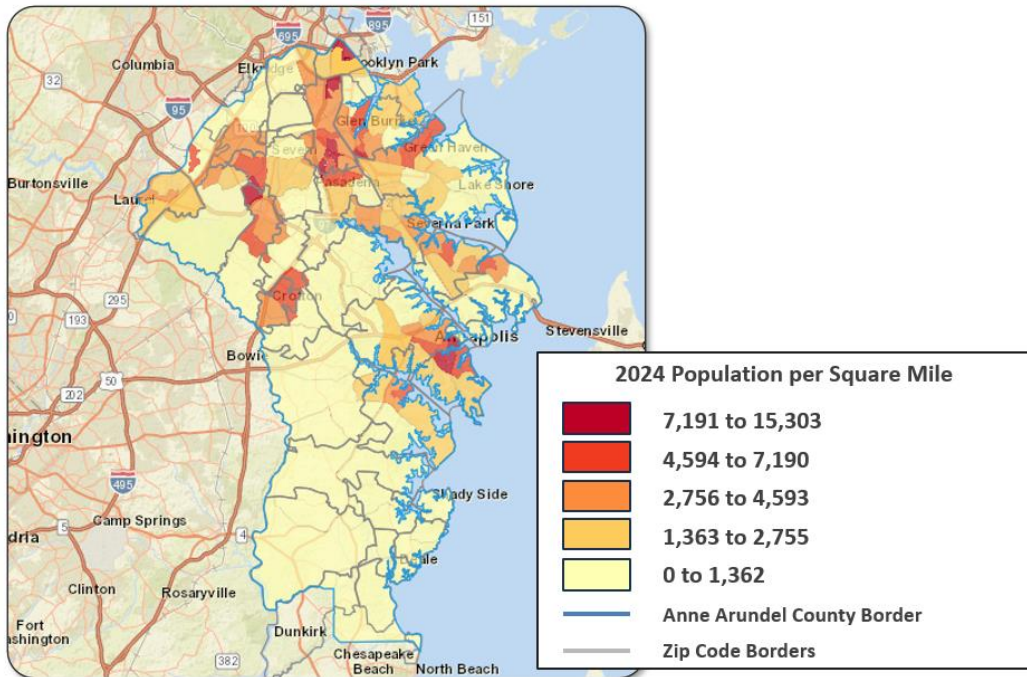 151
895
695
Columbia
Elkridge
Brooklyn Park
32
95
Glen Burnie
Severn
Green Haven
Burtonsville
Pasadena
Lake Shore
Laurel
Severna Park
295
Crofton
193
Stevensville
Annapolis
Bowie
50
202
495
Shady Side
Camp Springs
5
4
Deale
Clinton
Rosaryville
Fort
Dunkirk
382
Chesapeake
Beach
North Beach
2024 Population per Square Mile
7,191 to 15,303
4,594 to 7,190
2,756 to 4,593
1,363 to 2,755
0 to 1,362
Anne Arundel County Border
Zip Code Borders